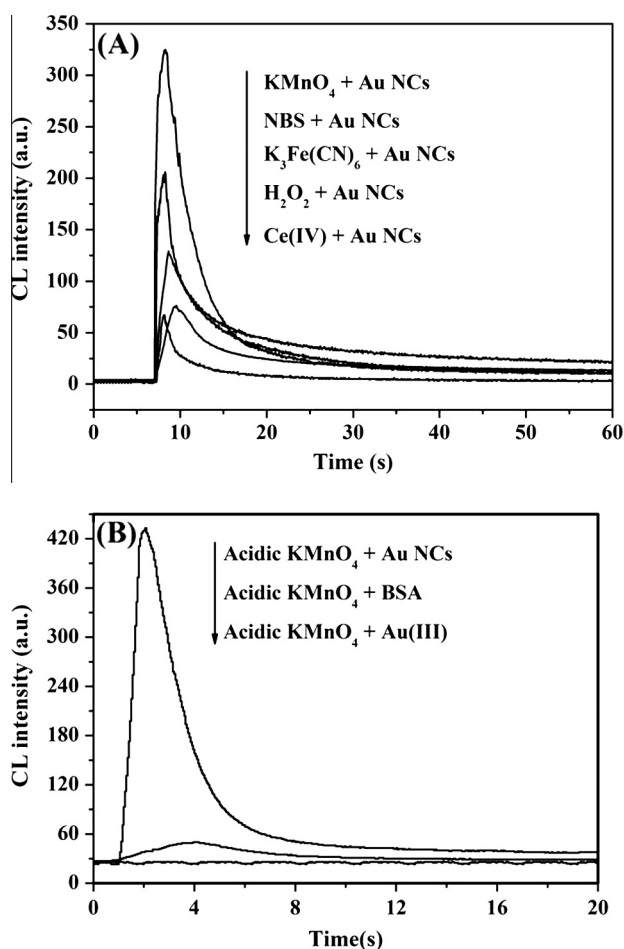 (A)
350
300
250
200
150
100
50
0
CL intensity (a.u.)
KMnO₄ + Au NCs
NBS + Au NCs
K₃Fe(CN)₆ + Au NCs
H₂O₂ + Au NCs
Ce(IV) + Au NCs
0 10 20 30 40 50 60
Time (s)
(B)
420
360
300
240
180
120
60
0
CL intensity (a.u.)
Acidic KMnO₄ + Au NCs
Acidic KMnO₄ + BSA
Acidic KMnO₄ + Au(III)
0 4 8 12 16 20
Time(s)